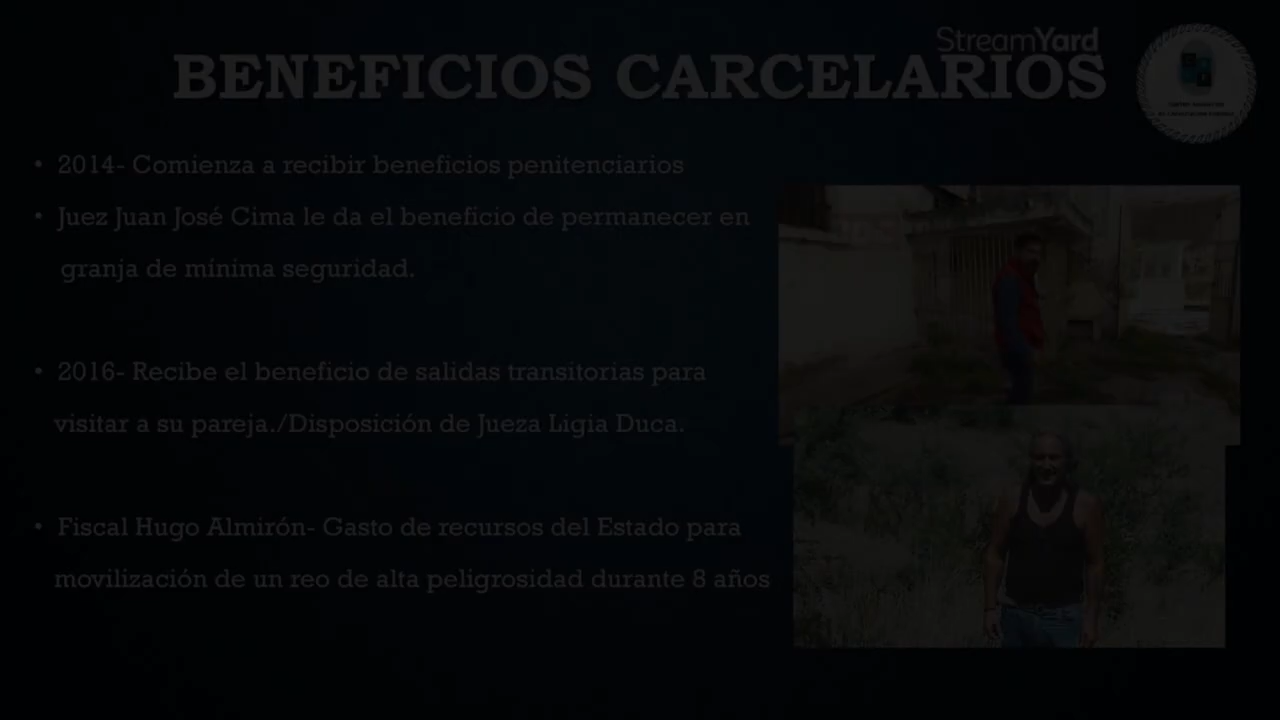 StreamYard
BENEFICIOS CARCELARIOS
• 2014- Comienza a recibir beneficios penitenciarios
• Juez Juan José Cima le da el beneficio de permanecer en
granja de mínima seguridad.
• 2016- Recibe el beneficio de salidas transitorias para
visitar a su pareja./Disposición de Jueza Ligia Duca.
• Fiscal Hugo Almirón- Gasto de recursos del Estado para
movilización de un reo de alta peligrosidad durante 8 años